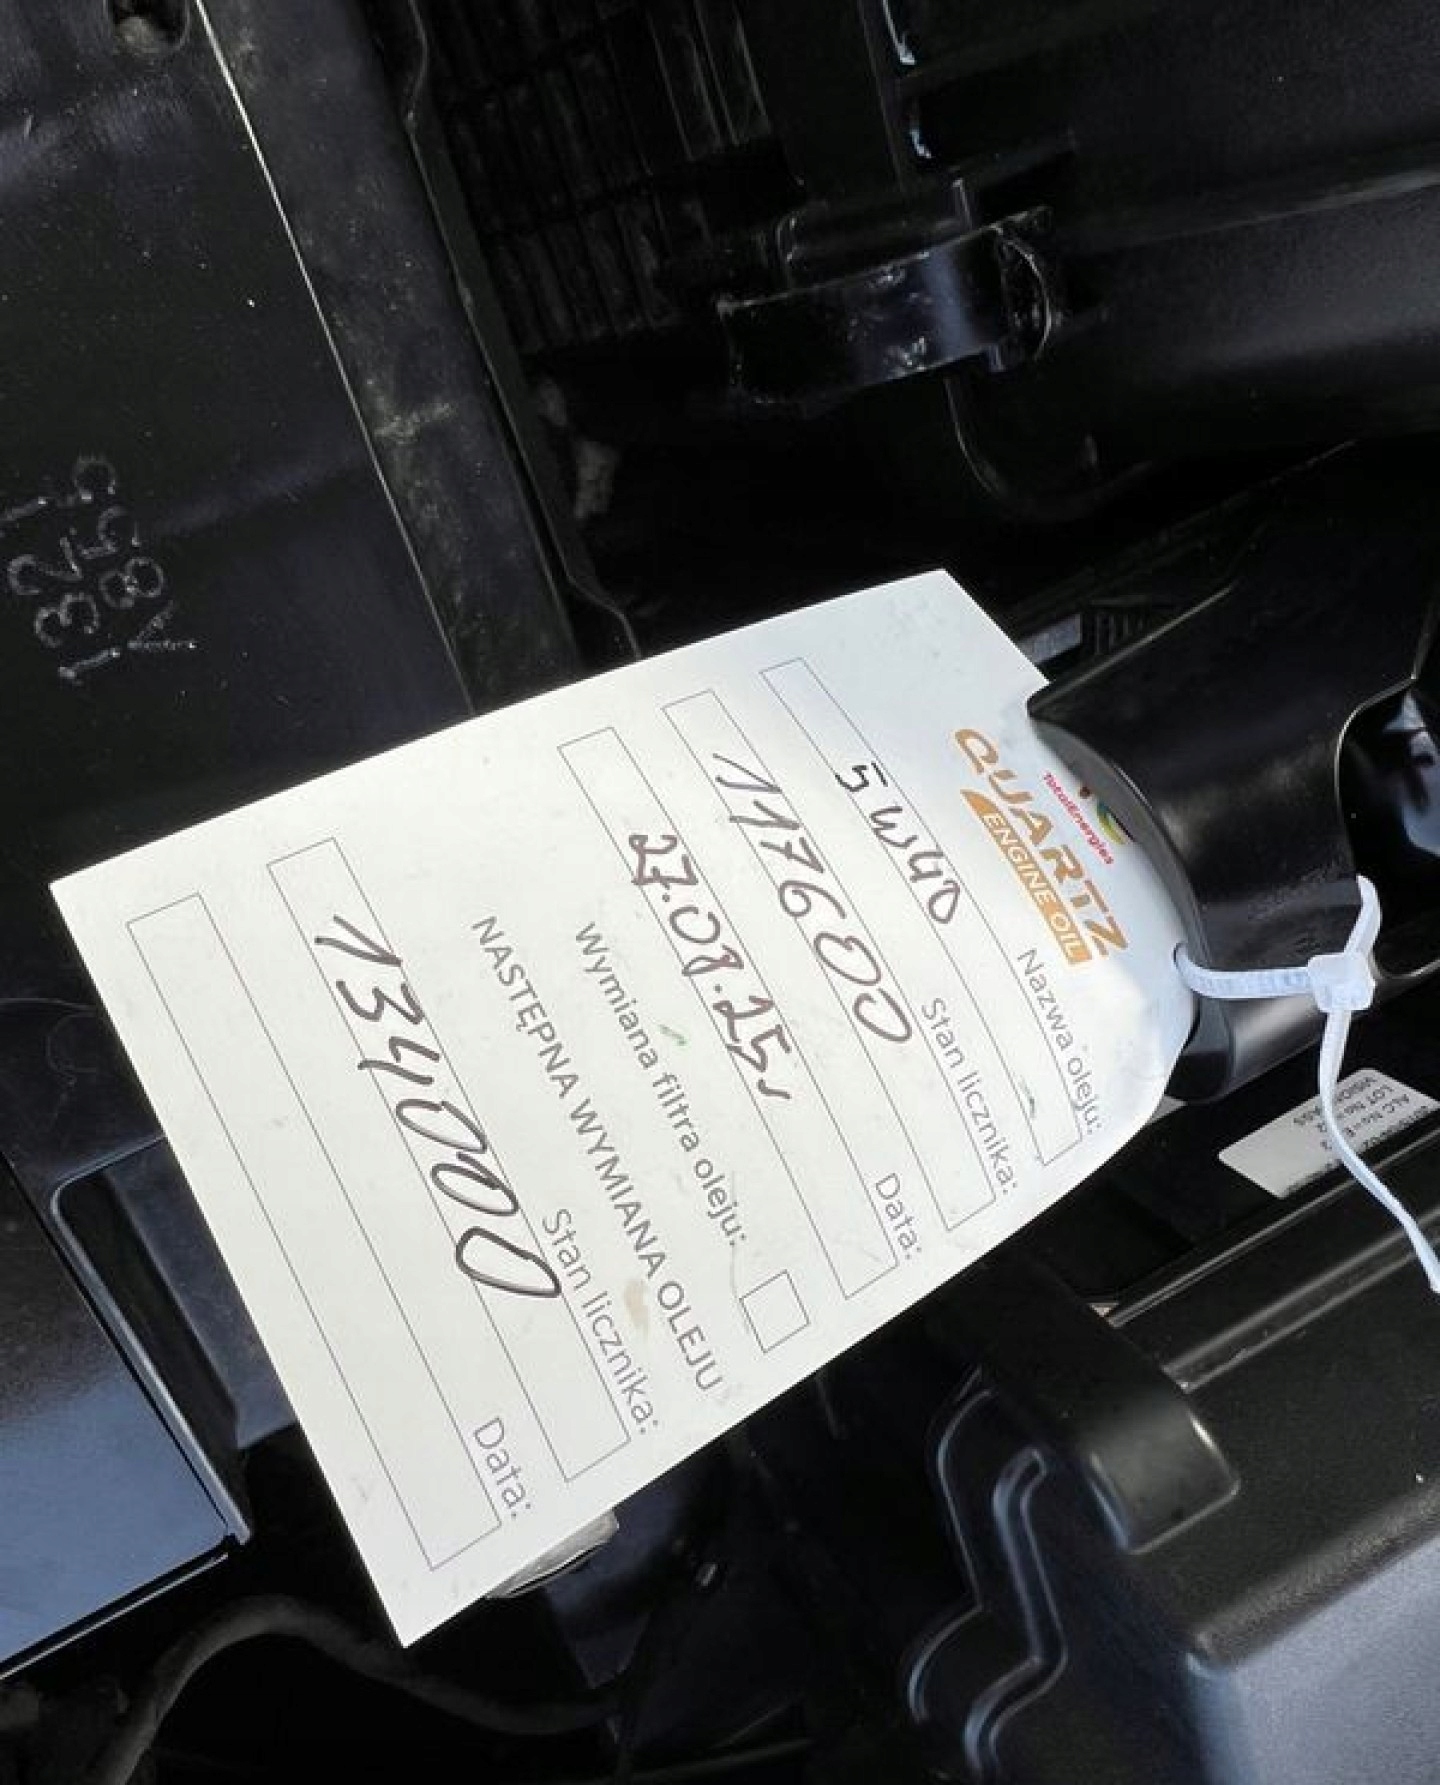 TotalEnergies
QUARTZ
ENGINE OIL
Nazwa oleju:
5W40
Stan licznika:
117600
Data:
27.08.25r
Wymiana filtra oleju:
NASTĘPNA WYMIANA OLEJU
Stan licznika:
134000
Data: